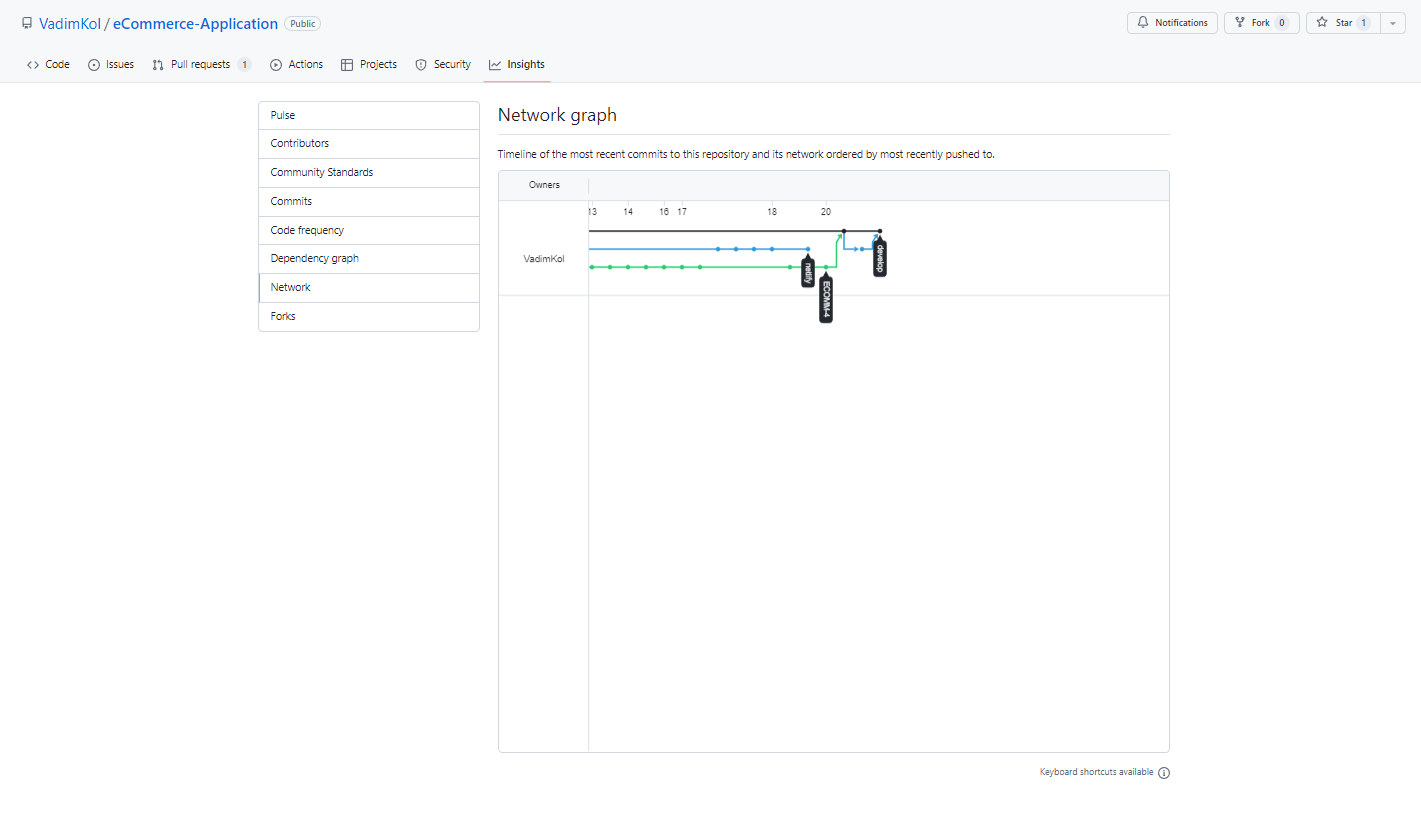 VadimKol / eCommerce-Application Public
Notifications Fork 0 Star 1
Code Issues Pull requests 1 Actions Projects Security Insights
Pulse
Contributors
Community Standards
Commits
Code frequency
Dependency graph
Network
Forks
Network graph
Timeline of the most recent commits to this repository and its network ordered by most recently pushed to.
Owners
13 14 16 17 18 20
VadimKol
develop
netlify
ECOMM-4
Keyboard shortcuts available